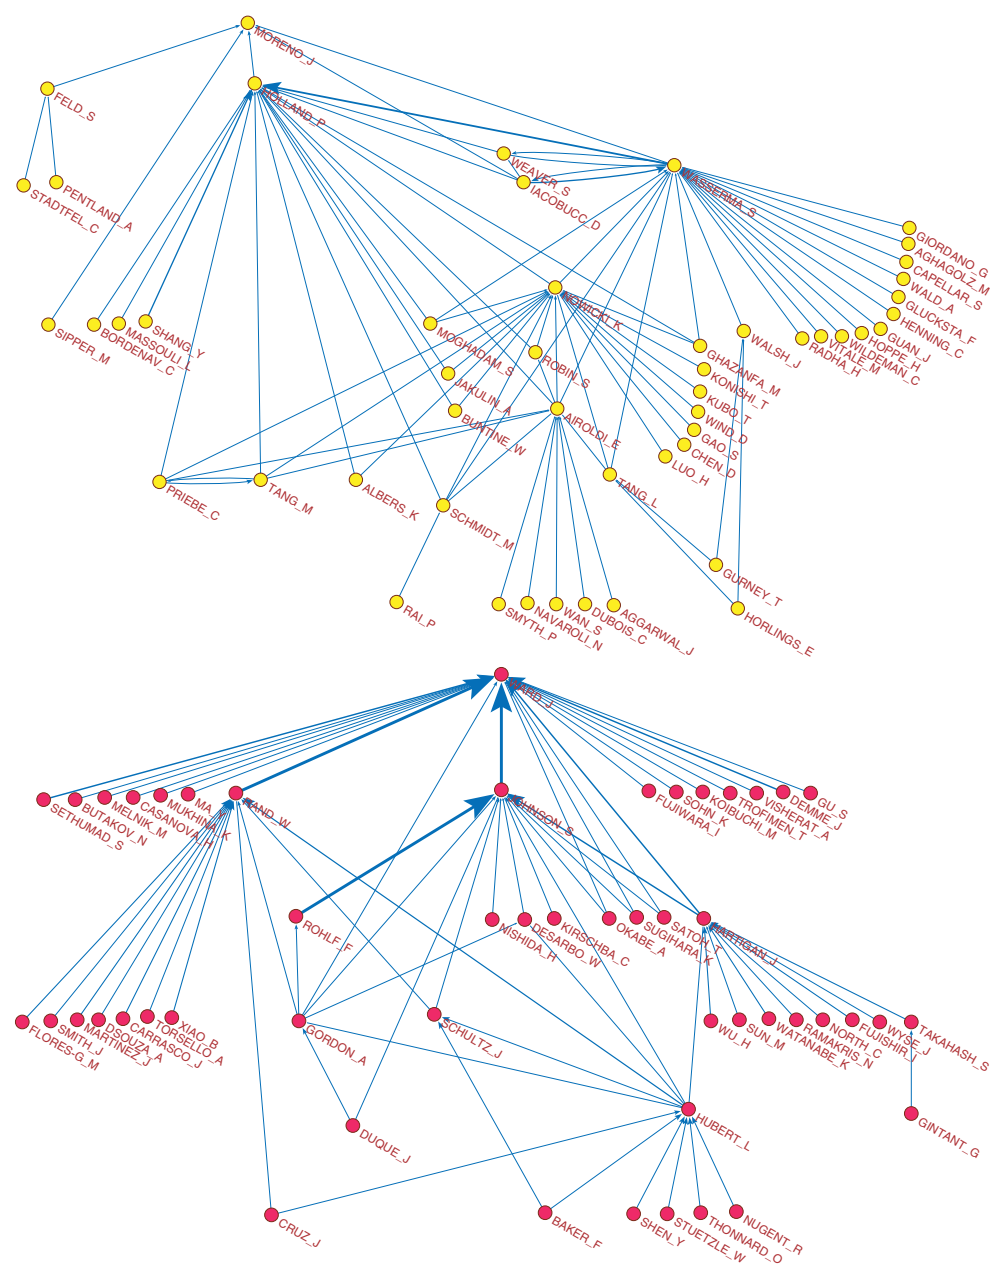 MORENO_J
FELD_S
HOLLAND_P
PENTLAND_A
STADTFEL_C
WEAVER_S
IACOBUCC_D
WASSERMA_S
GIORDANO_G
AGHAGOLZ_M
CAPELLAR_S
WALD_A
GLUCKSTA_F
HENNING_C
GUAN_J
HOPPE_H
WILDEMAN_C
VITALE_M
RADHA_H
NOWICKI_K
SIPPER_M
BORDENAV_C
MASSOULI_L
SHANG_Y
MOGHADAM_S
WALSH_J
GHAZANFA_M
ROBIN_S
KONISHI_T
JAKULIN_A
KUBO_T
BUNTINE_W
AIROLDI_E
WIND_D
GAO_S
CHEN_D
LUO_H
PRIEBE_C
TANG_M
ALBERS_K
TANG_L
SCHMIDT_M
GURNEY_T
RAI_P
SMYTH_P
NAVAROLI_N
WAN_S
DUBOIS_C
AGGARWAL_J
HORLINGS_E
WARD_J
SETHUMAD_S
BUTAKOV_N
MELNIK_M
CASANOVA_H
MUKHINA_K
RAND_W
JOHNSON_S
FUJIWARA_I
SOHN_K
KOIBUCHI_M
TROFIMEN_T
VISHERAT_A
DEMME_J
GU_S
ROHLF_F
NISHIDA_H
DESARBO_W
KIRSCHBA_C
OKABE_A
SUGIHARA_K
SATOH_T
HARTIGAN_J
FLORES-G_M
SMITH_J
MARTINEZ_J
DSOUZA_A
CARRASCO_J
TORSELLO_A
XIAO_B
GORDON_A
SCHULTZ_J
WU_H
SUN_M
WATANABE_K
RAMAKRIS_N
NORTH_C
FUJISHIR_I
WYSE_J
TAKAHASH_S
DUQUE_J
HUBERT_L
GINTANT_G
CRUZ_J
BAKER_F
SHEN_Y
STUETZLE_W
THONNARD_O
NUGENT_R